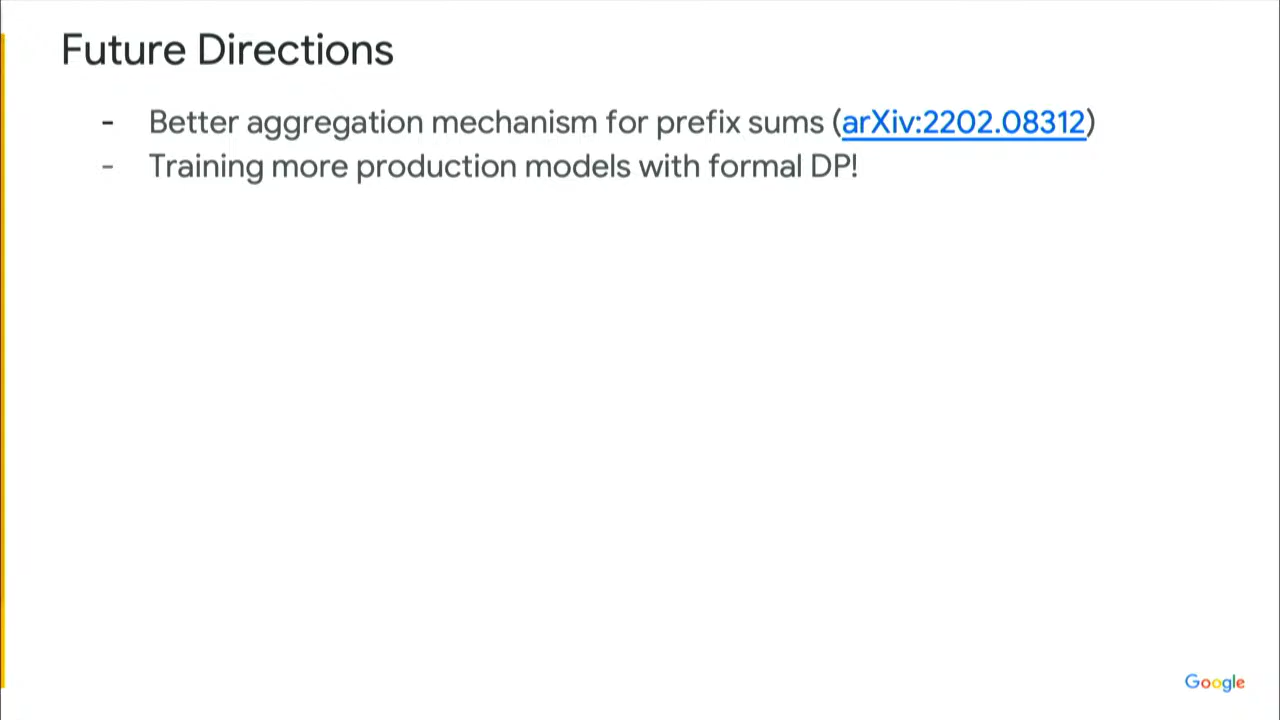 Future Directions
- Better aggregation mechanism for prefix sums (arXiv:2202.08312)
- Training more production models with formal DP!
Google